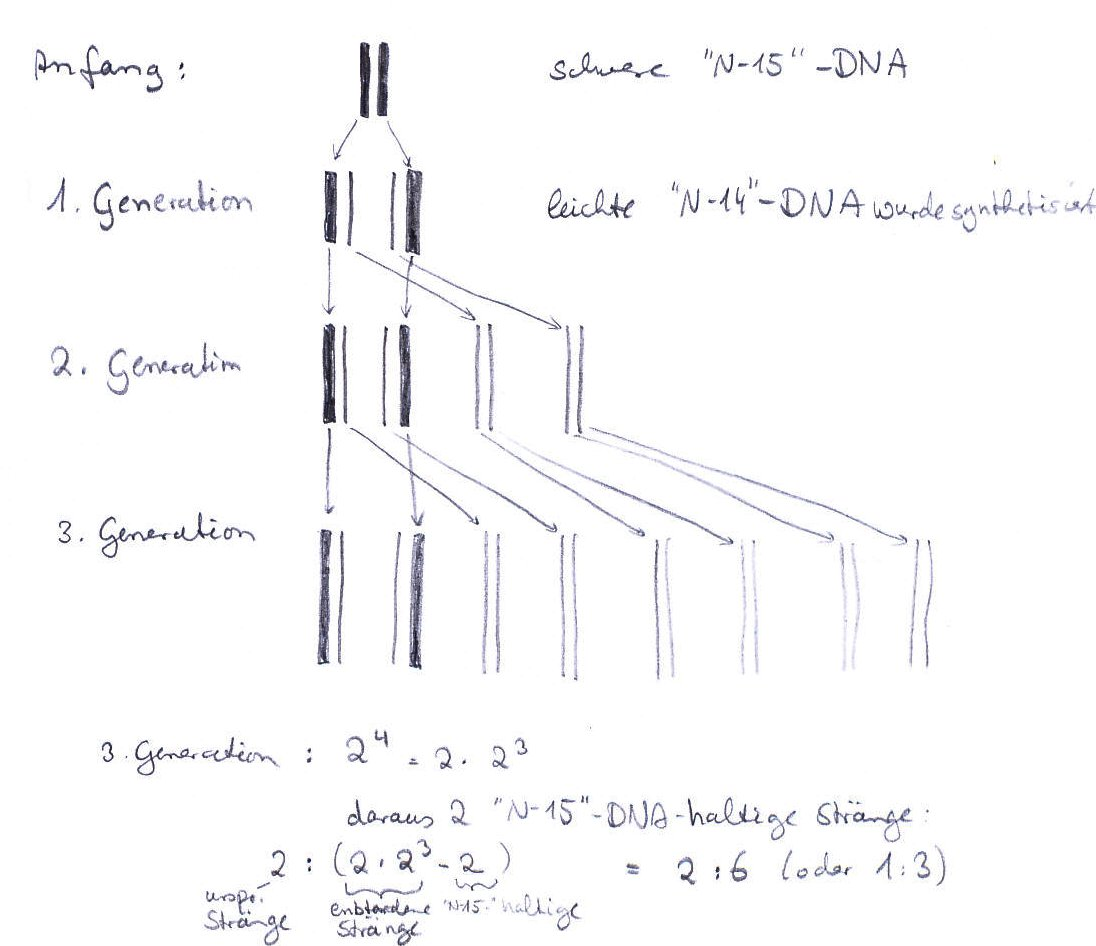 Anfang: schwere "N-15" -DNA
1. Generation leichte "N-14"-DNA wurde synthetisiert
2. Generation
3. Generation
3. Generation : 2⁴ = 2 · 2³
daraus 2 "N-15"-DNA-haltige Stränge:
2 : (2 · 2³ - 2) = 2 : 6 (oder 1:3)
urspr. enbtandene "N15-" haltige
Stränge Stränge